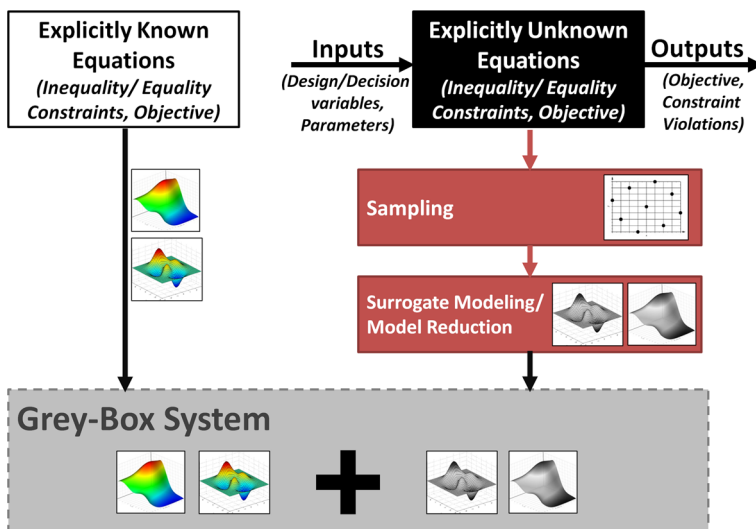 Explicitly Known
Equations
(Inequality/ Equality
Constraints, Objective)
Inputs
(Design/Decision
variables,
Parameters)
Explicitly Unknown
Equations
(Inequality/ Equality
Constraints, Objective)
Outputs
(Objective,
Constraint
Violations)
Sampling
Surrogate Modeling/
Model Reduction
Grey-Box System